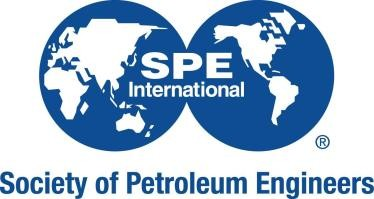 SPE
International
®
Society of Petroleum Engineers